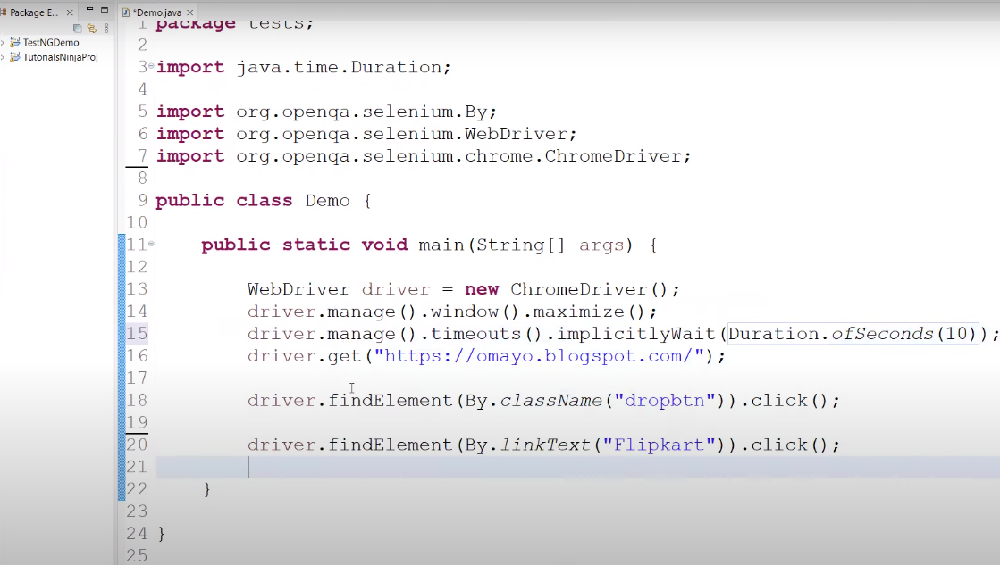 Package E...
*Demo.java
TestNGDemo
TutorialsNinjaProj
1 package tests;
2
3 import java.time.Duration;
4
5 import org.openqa.selenium.By;
6 import org.openqa.selenium.WebDriver;
7 import org.openqa.selenium.chrome.ChromeDriver;
8
9 public class Demo {
10
11 public static void main(String[] args) {
12
13 WebDriver driver = new ChromeDriver();
14 driver.manage().window().maximize();
15 driver.manage().timeouts().implicitlyWait(Duration.ofSeconds(10));
16 driver.get("https://omayo.blogspot.com/");
17
18 driver.findElement(By.className("dropbtn")).click();
19
20 driver.findElement(By.linkText("Flipkart")).click();
21
22 }
23
24 }
25